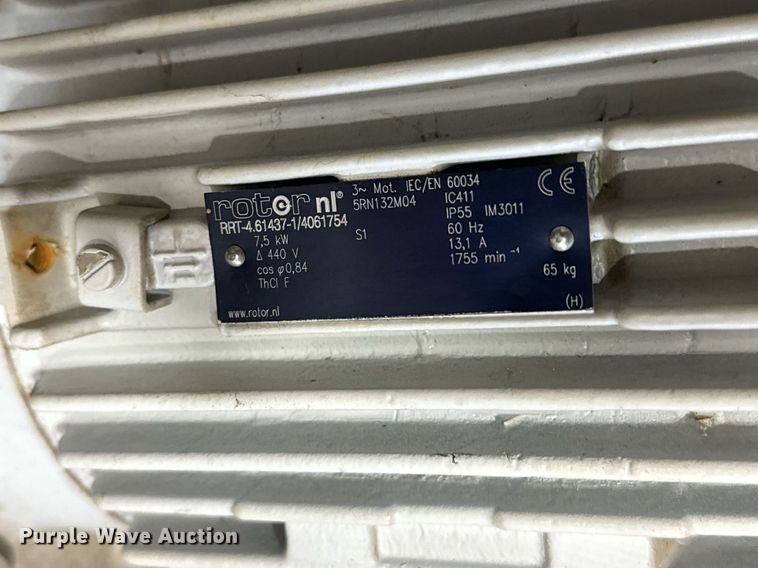 rotor nl® 3~ Mot. IEC/EN 60034 CE
RRT-4.61437-1/4061754 5RN132M04 IC411
IP55 IM3011
7,5 kW S1 60 Hz
Δ 440 V 13,1 A
cos φ0,84 1755 min⁻¹ 65 kg
ThCl F
www.rotor.nl (H)
Purple Wave Auction